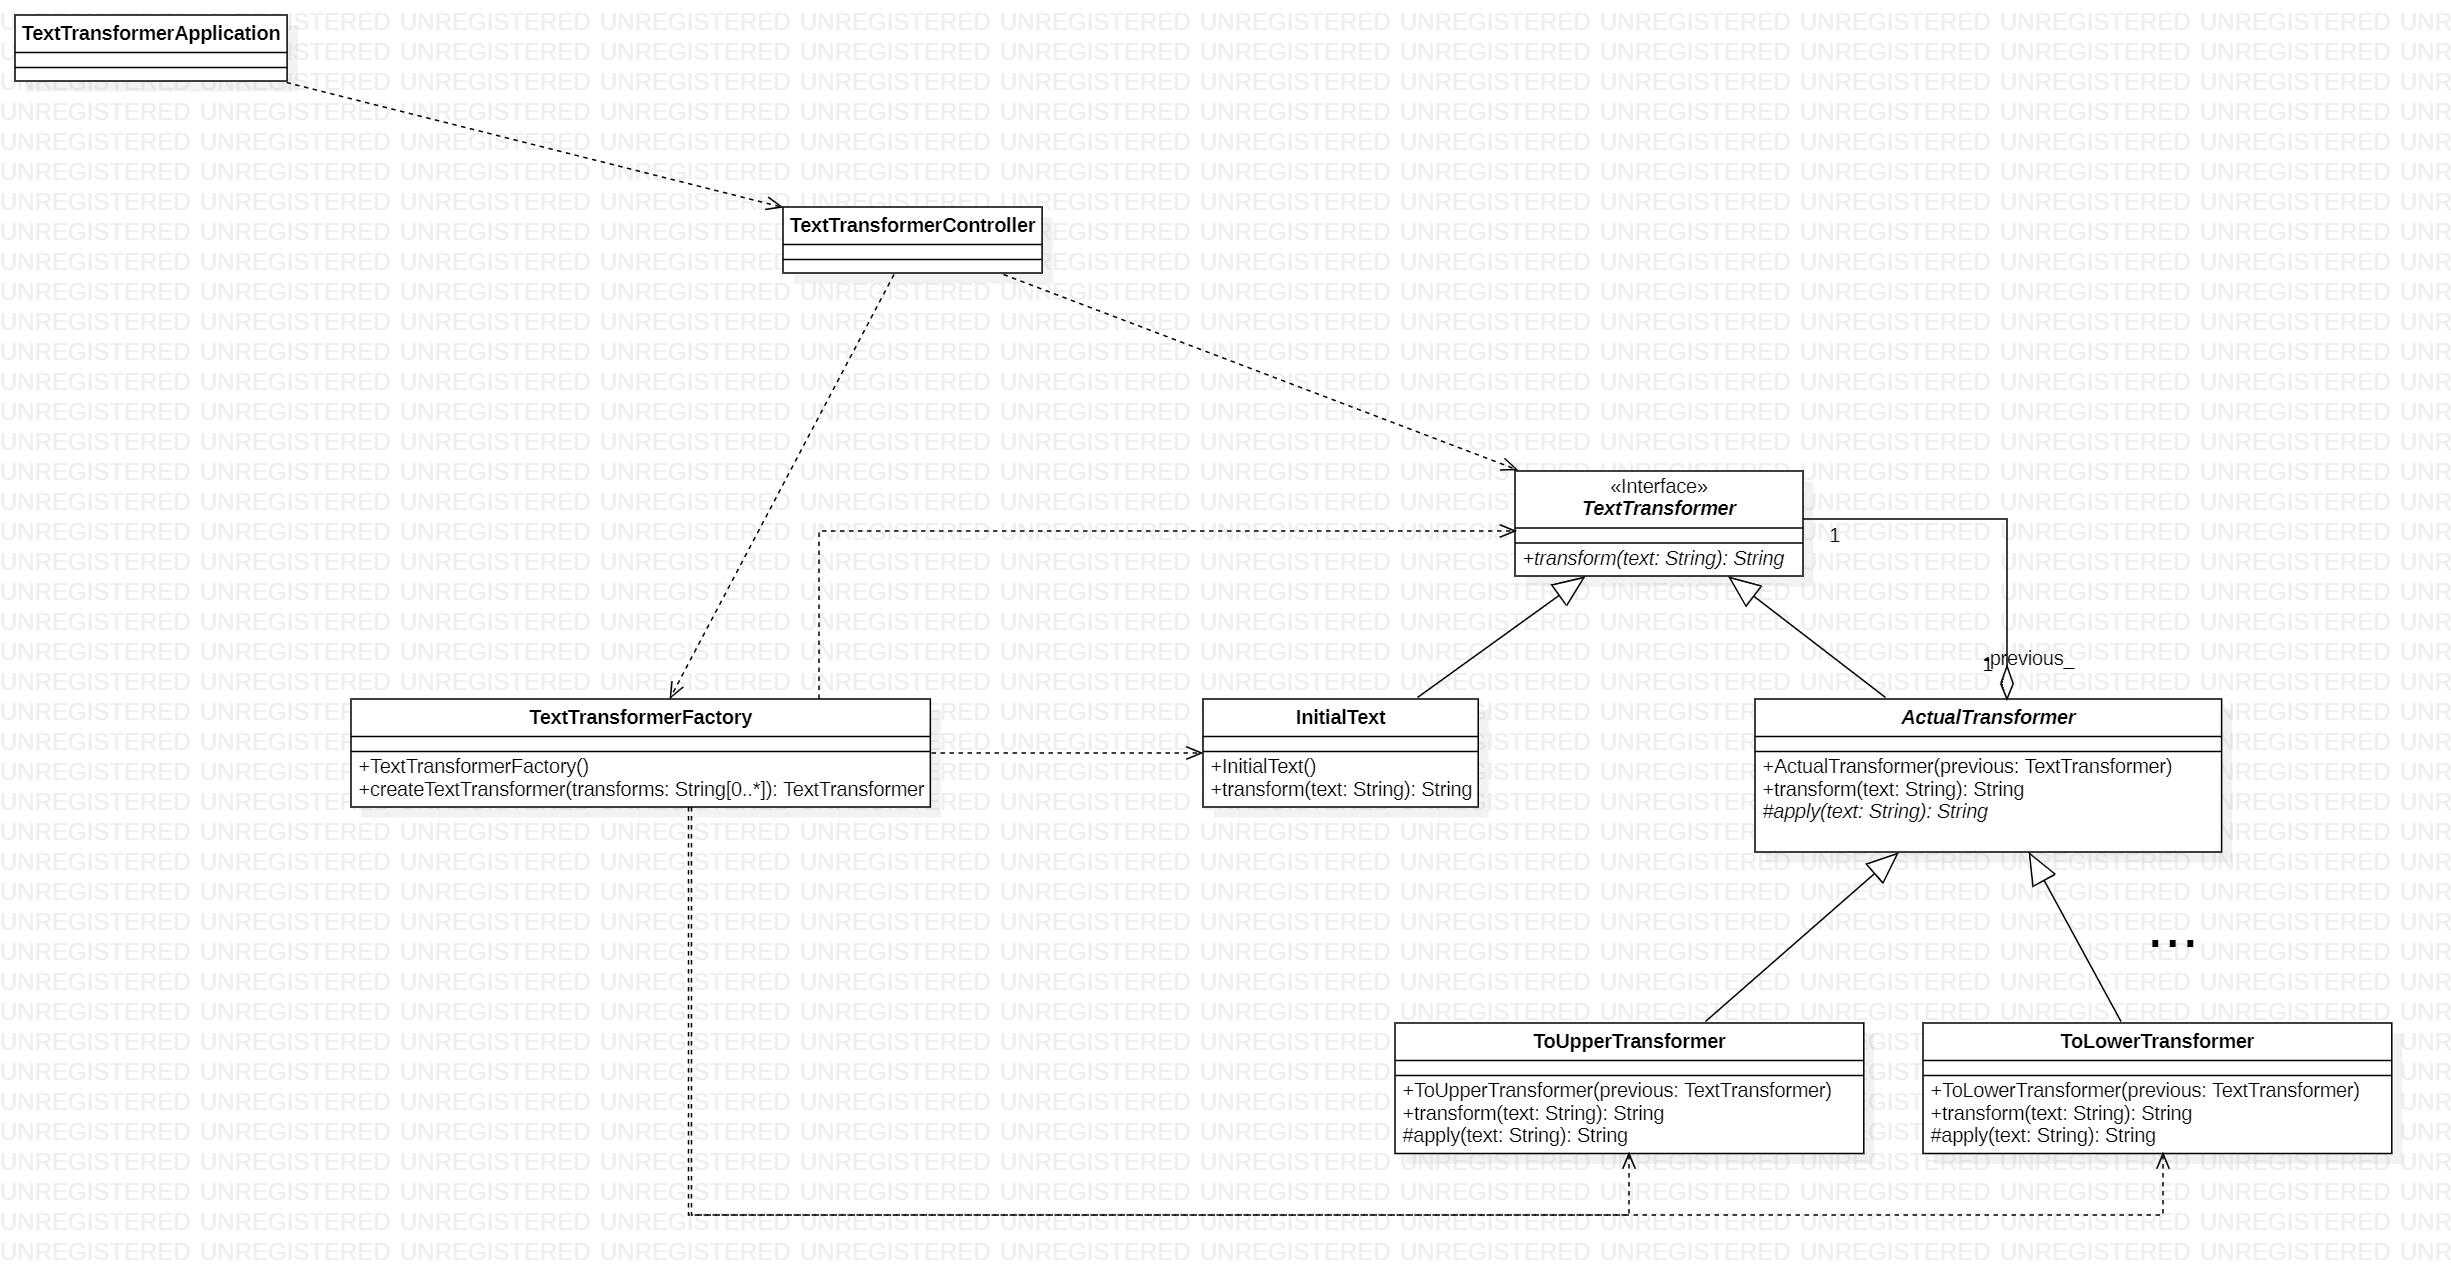 TextTransformerApplication
TextTransformerController
«Interface»
TextTransformer
+transform(text: String): String
1
1
-previous_
TextTransformerFactory
+TextTransformerFactory()
+createTextTransformer(transforms: String[0..*]): TextTransformer
InitialText
+InitialText()
+transform(text: String): String
ActualTransformer
+ActualTransformer(previous: TextTransformer)
+transform(text: String): String
#apply(text: String): String
...
ToUpperTransformer
+ToUpperTransformer(previous: TextTransformer)
+transform(text: String): String
#apply(text: String): String
ToLowerTransformer
+ToLowerTransformer(previous: TextTransformer)
+transform(text: String): String
#apply(text: String): String
UNREGISTERED